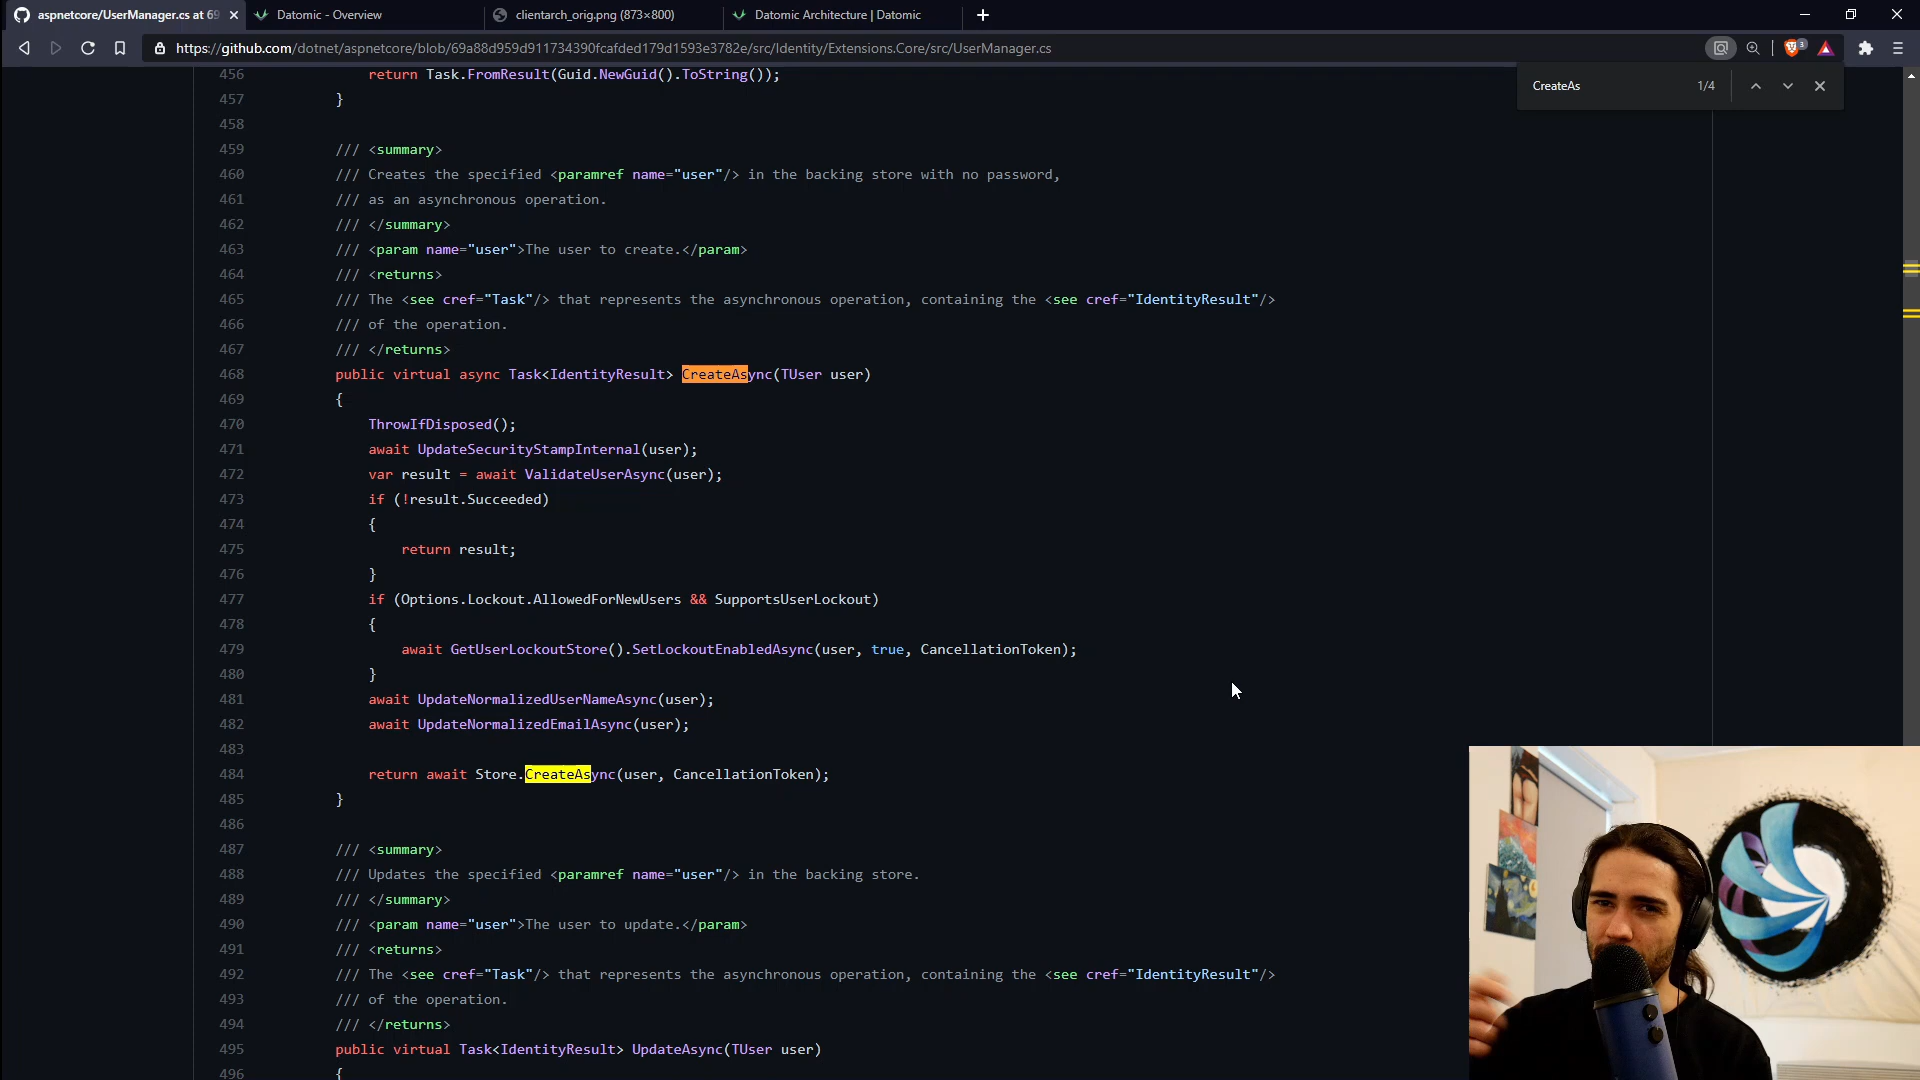 aspnetcore/UserManager.cs at 69
Datomic - Overview
clientarch_orig.png (873×800)
Datomic Architecture | Datomic
https://github.com/dotnet/aspnetcore/blob/69a88d959d911734390fcafded179d1593e3782e/src/Identity/Extensions.Core/src/UserManager.cs
3
CreateAs
1/4
456 return Task.FromResult(Guid.NewGuid().ToString());
457 }
458
459 /// <summary>
460 /// Creates the specified <paramref name="user"/> in the backing store with no password,
461 /// as an asynchronous operation.
462 /// </summary>
463 /// <param name="user">The user to create.</param>
464 /// <returns>
465 /// The <see cref="Task"/> that represents the asynchronous operation, containing the <see cref="IdentityResult"/>
466 /// of the operation.
467 /// </returns>
468 public virtual async Task<IdentityResult> CreateAsync(TUser user)
469 {
470 ThrowIfDisposed();
471 await UpdateSecurityStampInternal(user);
472 var result = await ValidateUserAsync(user);
473 if (!result.Succeeded)
474 {
475 return result;
476 }
477 if (Options.Lockout.AllowedForNewUsers && SupportsUserLockout)
478 {
479 await GetUserLockoutStore().SetLockoutEnabledAsync(user, true, CancellationToken);
480 }
481 await UpdateNormalizedUserNameAsync(user);
482 await UpdateNormalizedEmailAsync(user);
483
484 return await Store.CreateAsync(user, CancellationToken);
485 }
486
487 /// <summary>
488 /// Updates the specified <paramref name="user"/> in the backing store.
489 /// </summary>
490 /// <param name="user">The user to update.</param>
491 /// <returns>
492 /// The <see cref="Task"/> that represents the asynchronous operation, containing the <see cref="IdentityResult"/>
493 /// of the operation.
494 /// </returns>
495 public virtual Task<IdentityResult> UpdateAsync(TUser user)
496 {